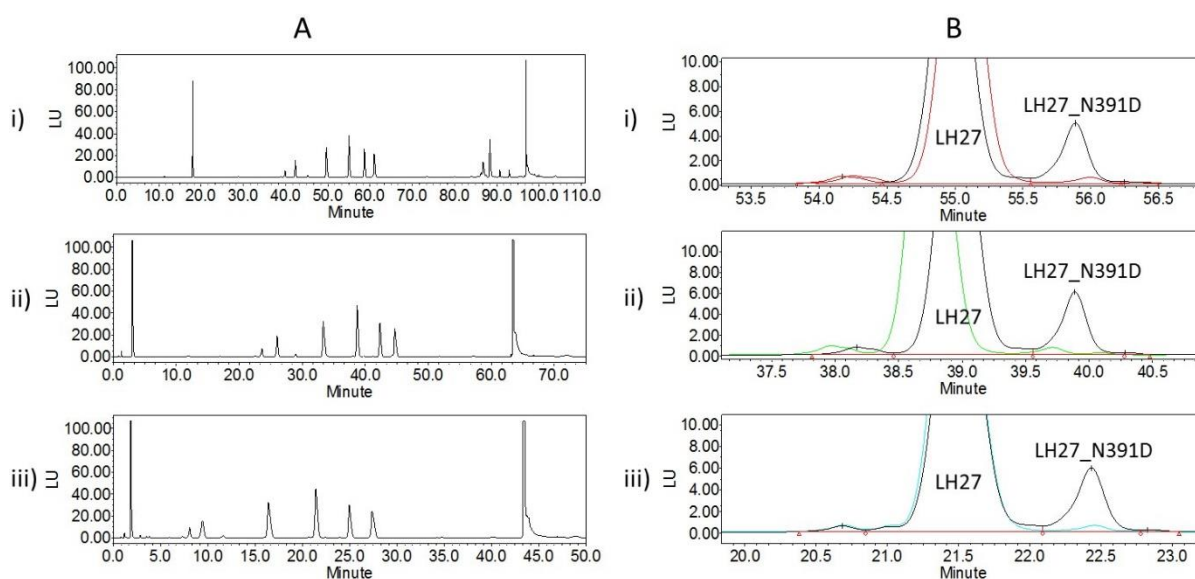 A
i)
LU
100.00
80.00
60.00
40.00
20.00
0.00
0.0 10.0 20.0 30.0 40.0 50.0 60.0 70.0 80.0 90.0 100.0 110.0
Minute
ii)
LU
100.00
80.00
60.00
40.00
20.00
0.00
0.0 10.0 20.0 30.0 40.0 50.0 60.0 70.0
Minute
iii)
LU
100.00
80.00
60.00
40.00
20.00
0.00
0.0 5.0 10.0 15.0 20.0 25.0 30.0 35.0 40.0 45.0 50.0
Minute
B
i)
LU
10.00
8.00
6.00
4.00
2.00
0.00
LH27
LH27_N391D
53.5 54.0 54.5 55.0 55.5 56.0 56.5
Minute
ii)
LU
10.00
8.00
6.00
4.00
2.00
0.00
LH27
LH27_N391D
37.5 38.0 38.5 39.0 39.5 40.0 40.5
Minute
iii)
LU
10.00
8.00
6.00
4.00
2.00
0.00
LH27
LH27_N391D
20.0 20.5 21.0 21.5 22.0 22.5 23.0
Minute